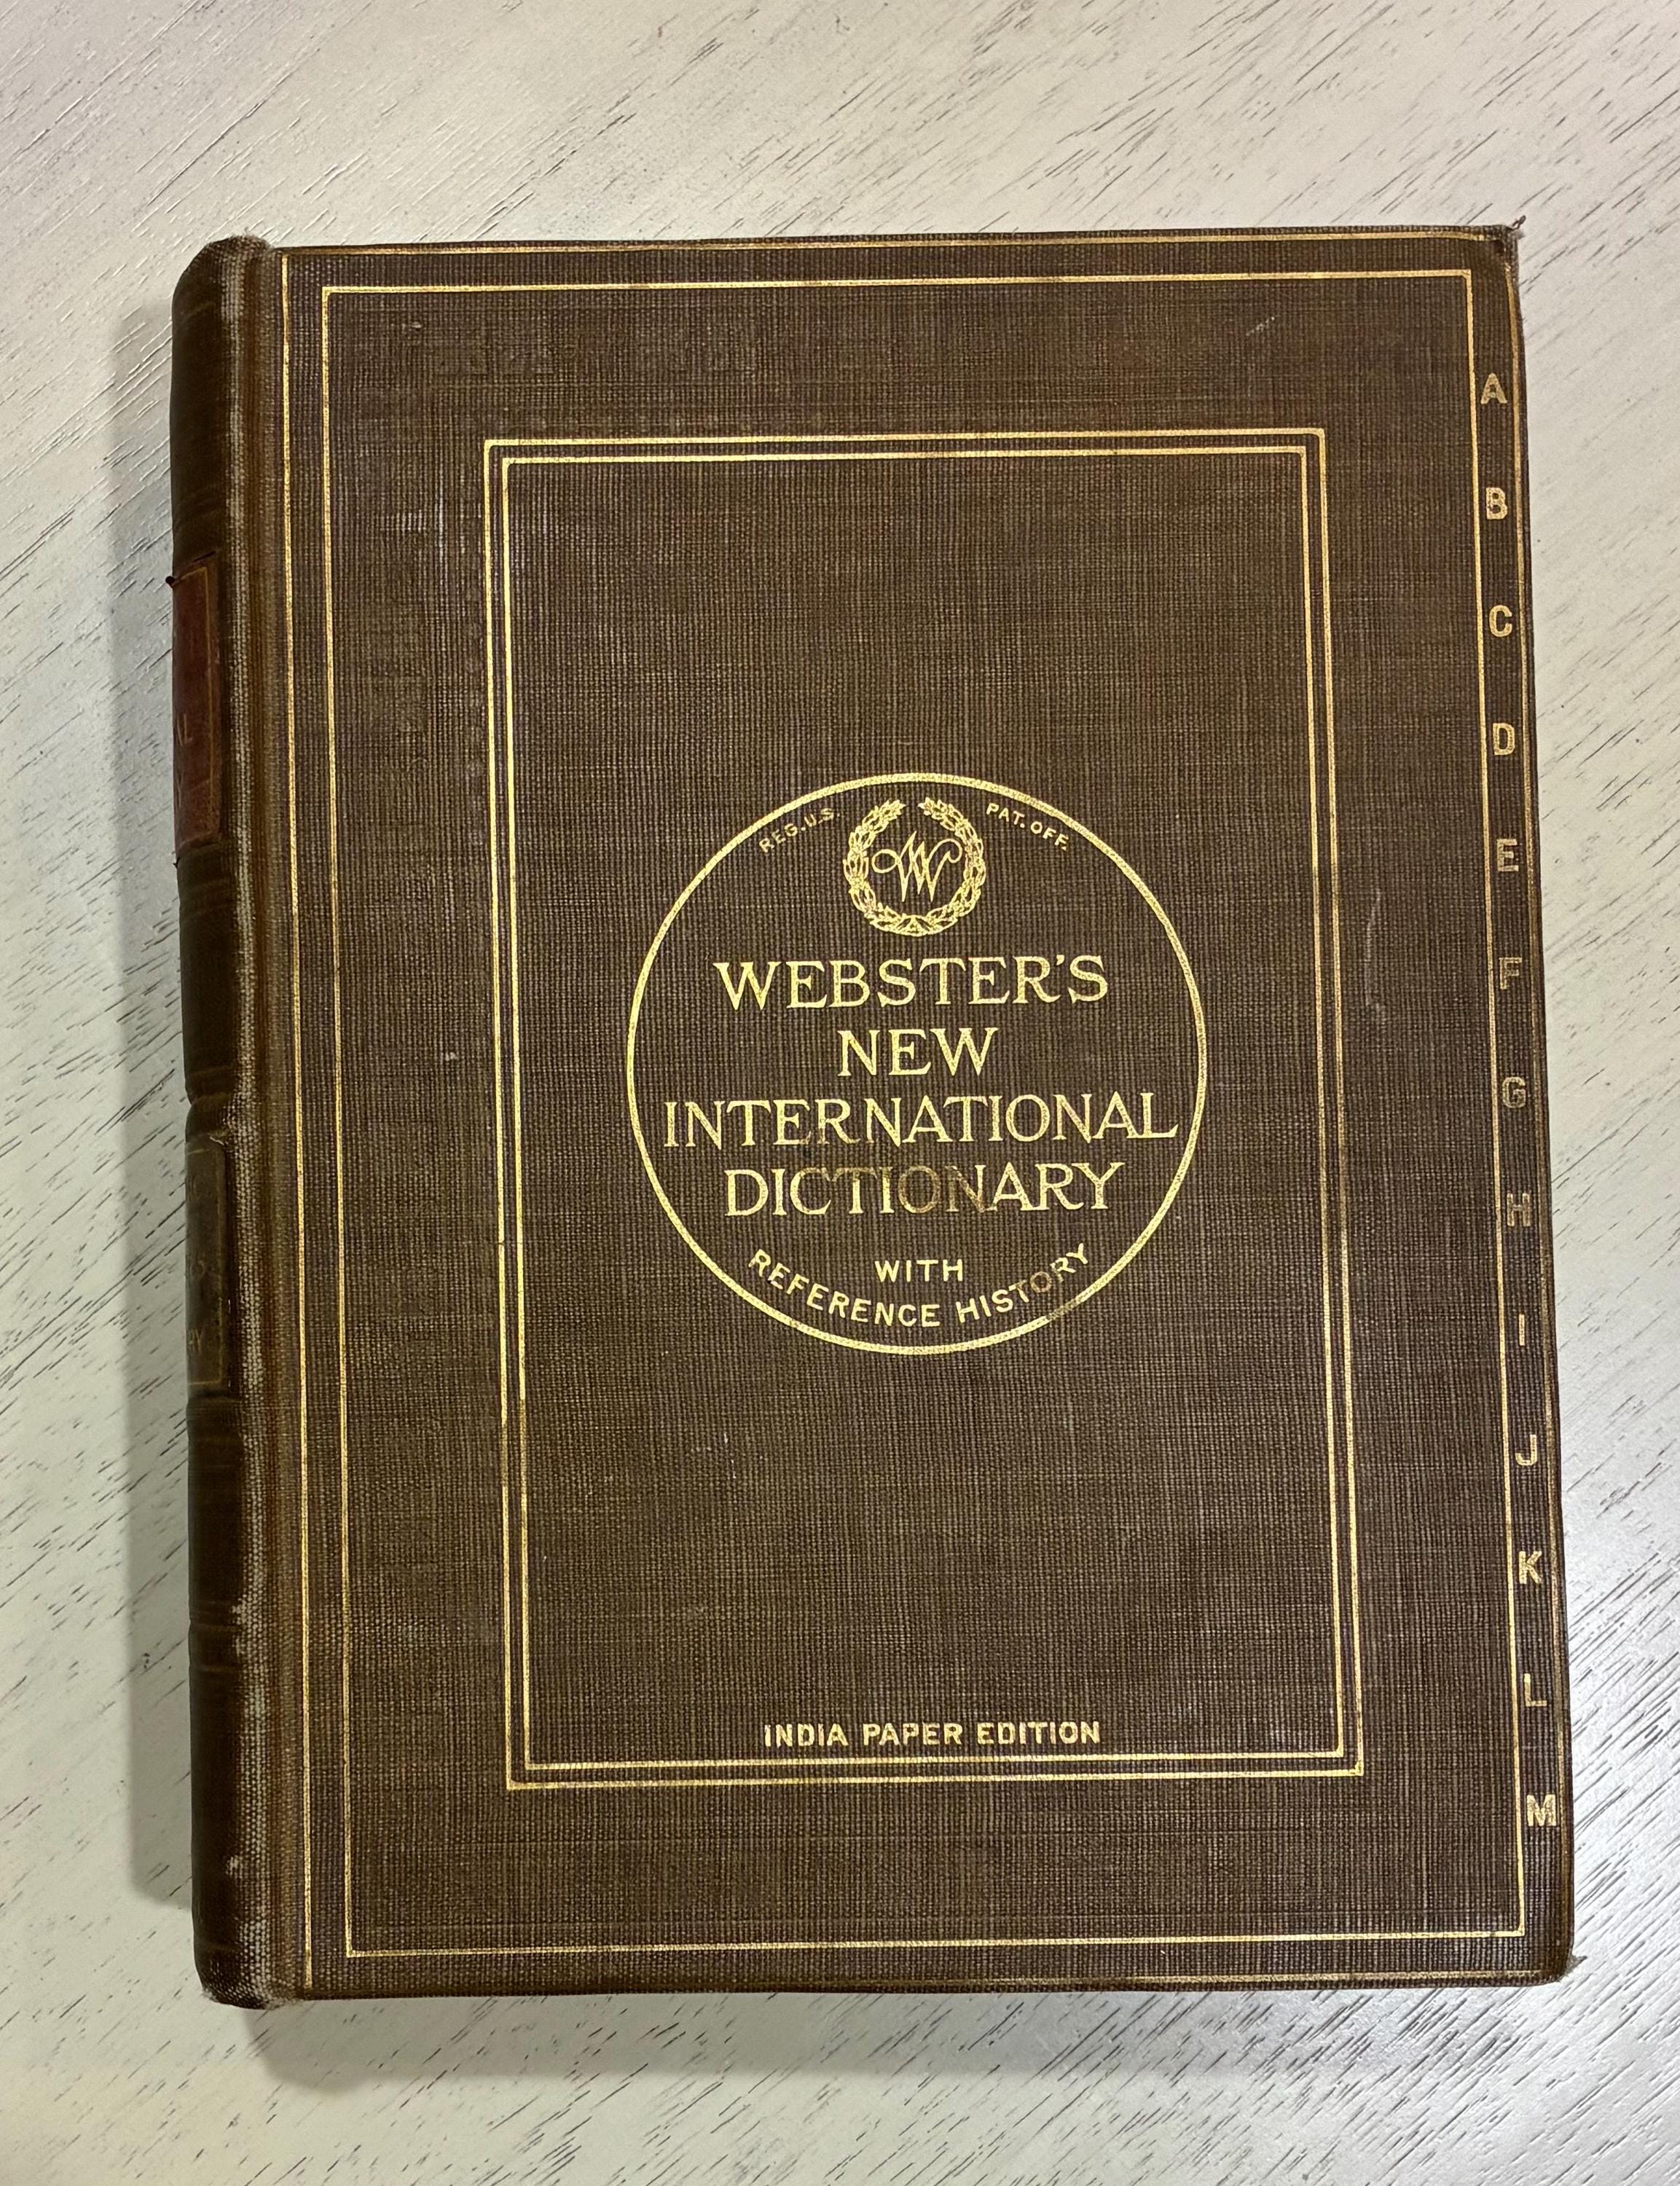 REG. U.S. PAT. OFF.
W
WEBSTER'S
NEW
INTERNATIONAL
DICTIONARY
WITH
REFERENCE HISTORY
INDIA PAPER EDITION
A
B
C
D
E
F
G
H
I
J
K
L
M